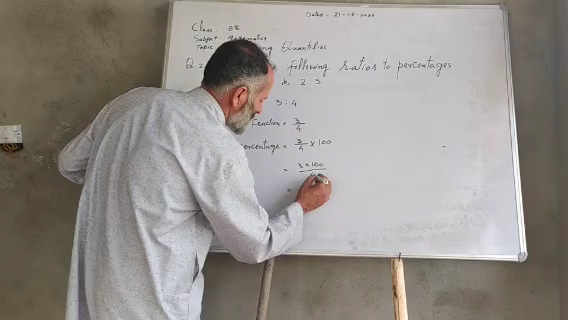 Dated: 21-08-2020
Class: 8th
Subject: Mathematics
Topic Quantities
Q. 2 following ratios to percentages
b, 2:3
3:4
Fraction = 3/4
Percentage = 3/4 x 100
= 3 x 100
=